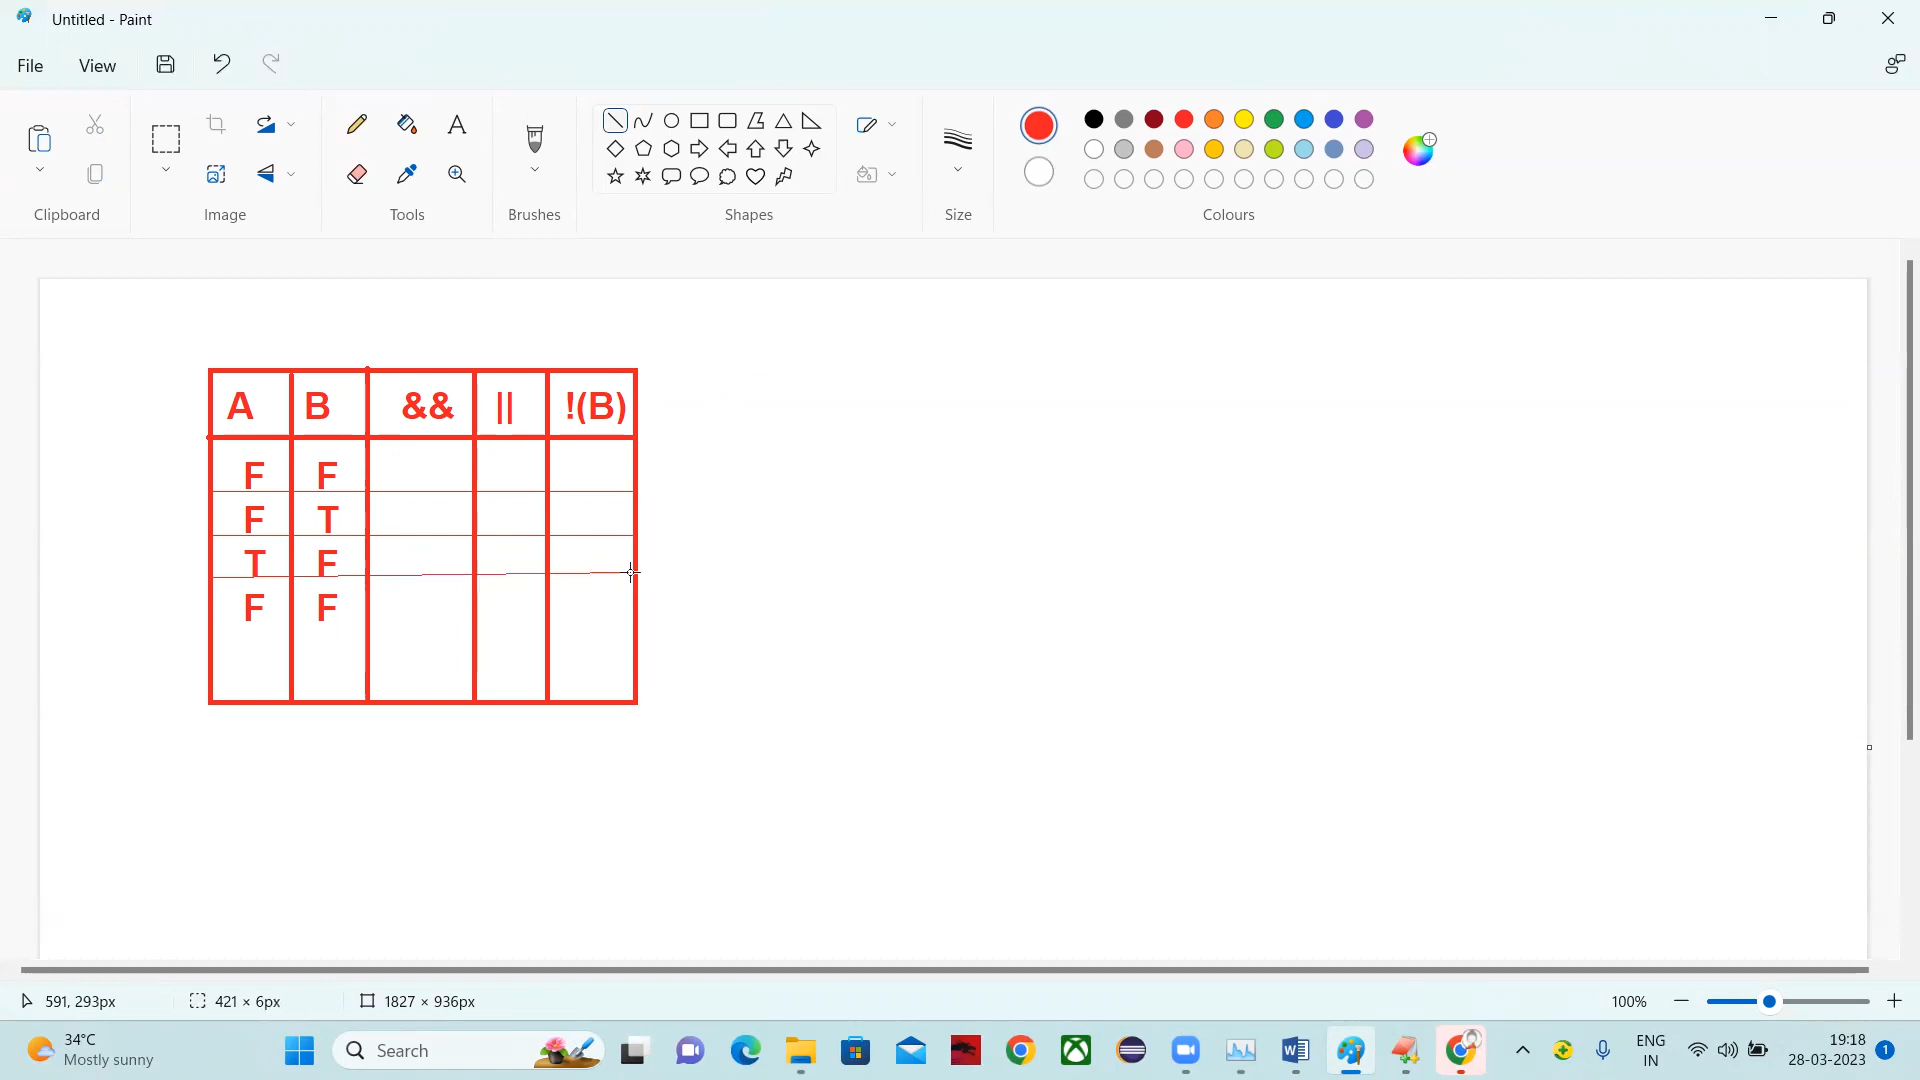 Untitled - Paint
File View
Clipboard
Image
Tools
Brushes
Shapes
Size
Colours
A B && || !(B)
F F
F T
T F
F F
591, 293px 421 × 6px 1827 × 936px 100%
34°C
Mostly sunny
Search
ENG
IN
19:18
28-03-2023
1